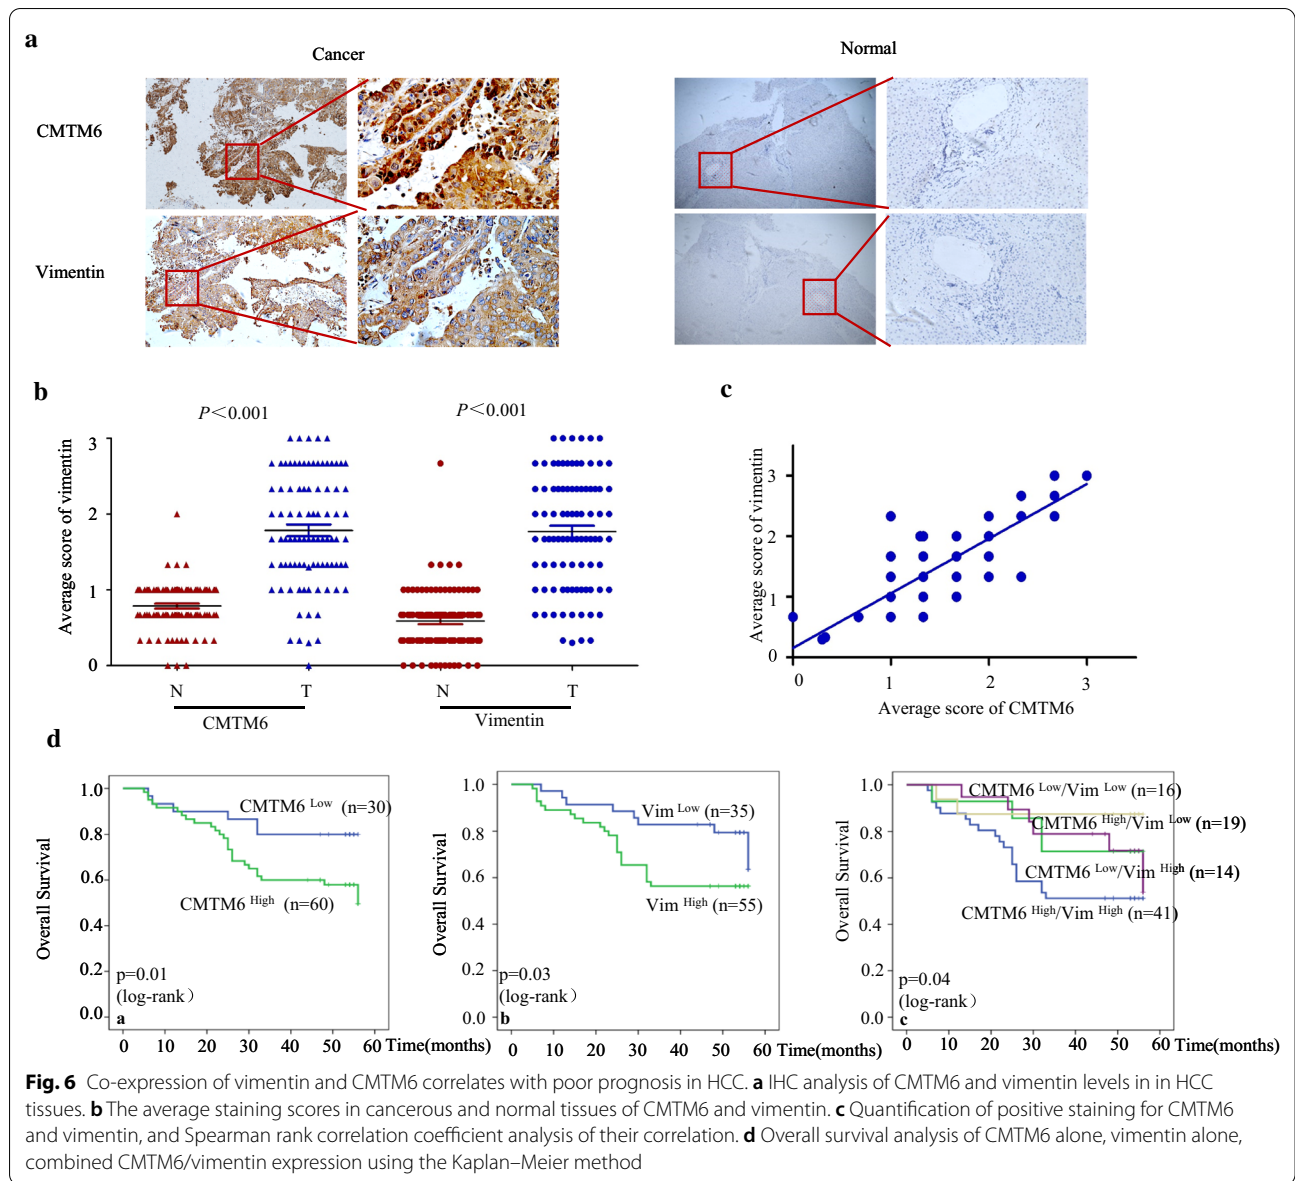 a
Cancer
Normal
CMTM6
Vimentin
b
P<0.001
P<0.001
Average score of vimentin
3
2
1
0
N
T
N
T
CMTM6
Vimentin
c
Average score of vimentin
3
2
1
0
0
1
2
3
Average score of CMTM6
d
Overall Survival
1.0
0.8
0.6
0.4
0.2
0.0
CMTM6 Low (n=30)
CMTM6 High (n=60)
p=0.01
(log-rank）
a
0 10 20 30 40 50 60 Time(months)
Overall Survival
1.0
0.8
0.6
0.4
0.2
0.0
Vim Low (n=35)
Vim High (n=55)
p=0.03
(log-rank）
b
0 10 20 30 40 50 60 Time(months)
Overall Survival
1.0
0.8
0.6
0.4
0.2
0.0
CMTM6 Low/Vim Low (n=16)
CMTM6 High/Vim Low (n=19)
CMTM6 Low/Vim High (n=14)
CMTM6 High/Vim High (n=41)
p=0.04
(log-rank）
c
0 10 20 30 40 50 60 Time(months)
Fig. 6 Co-expression of vimentin and CMTM6 correlates with poor prognosis in HCC. a IHC analysis of CMTM6 and vimentin levels in in HCC
tissues. b The average staining scores in cancerous and normal tissues of CMTM6 and vimentin. c Quantification of positive staining for CMTM6
and vimentin, and Spearman rank correlation coefficient analysis of their correlation. d Overall survival analysis of CMTM6 alone, vimentin alone,
combined CMTM6/vimentin expression using the Kaplan–Meier method